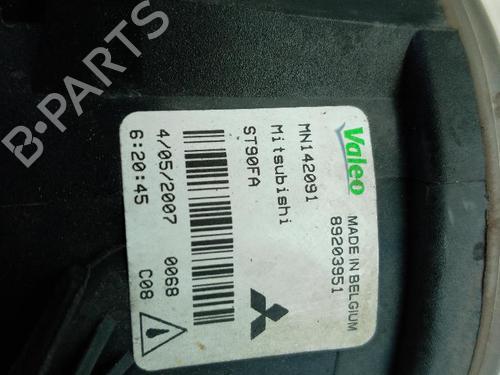 Valeo
MADE IN BELGIUM
89203951
MN142091
Mitsubishi
ST90FA
4/05/2007 0068
6:20:45 C08
B-PARTS